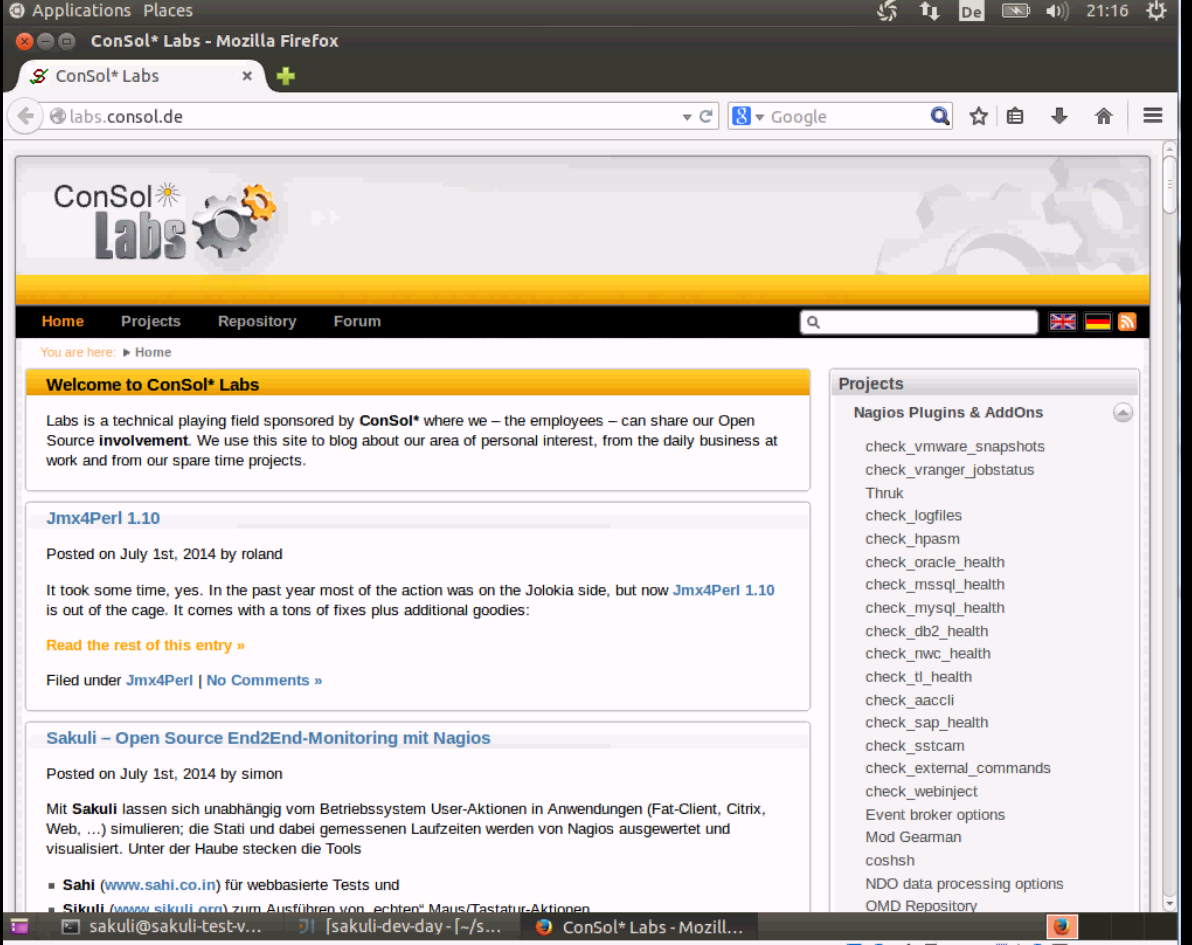 Applications Places
De 21:16
ConSol* Labs - Mozilla Firefox
ConSol* Labs
labs.consol.de
Google
ConSol*
Labs
Home Projects Repository Forum
You are here: Home
Welcome to ConSol* Labs
Labs is a technical playing field sponsored by ConSol* where we – the employees – can share our Open
Source involvement. We use this site to blog about our area of personal interest, from the daily business at
work and from our spare time projects.
Jmx4Perl 1.10
Posted on July 1st, 2014 by roland
It took some time, yes. In the past year most of the action was on the Jolokia side, but now Jmx4Perl 1.10
is out of the cage. It comes with a tons of fixes plus additional goodies:
Read the rest of this entry »
Filed under Jmx4Perl | No Comments »
Sakuli – Open Source End2End-Monitoring mit Nagios
Posted on July 1st, 2014 by simon
Mit Sakuli lassen sich unabhängig vom Betriebssystem User-Aktionen in Anwendungen (Fat-Client, Citrix,
Web, …) simulieren; die Stati und dabei gemessenen Laufzeiten werden von Nagios ausgewertet und
visualisiert. Unter der Haube stecken die Tools
Sahi (www.sahi.co.in) für webbasierte Tests und
Sikuli (www.sikuli.org) zum Ausführen von „echten“ Maus/Tastatur-Aktionen
Projects
Nagios Plugins & AddOns
check_vmware_snapshots
check_vranger_jobstatus
Thruk
check_logfiles
check_hpasm
check_oracle_health
check_mssql_health
check_mysql_health
check_db2_health
check_nwc_health
check_tl_health
check_aaccli
check_sap_health
check_sstcam
check_external_commands
check_webinject
Event broker options
Mod Gearman
coshsh
NDO data processing options
OMD Repository
sakuli@sakuli-test-v... [sakuli-dev-day - [~/s... ConSol* Labs - Mozill...